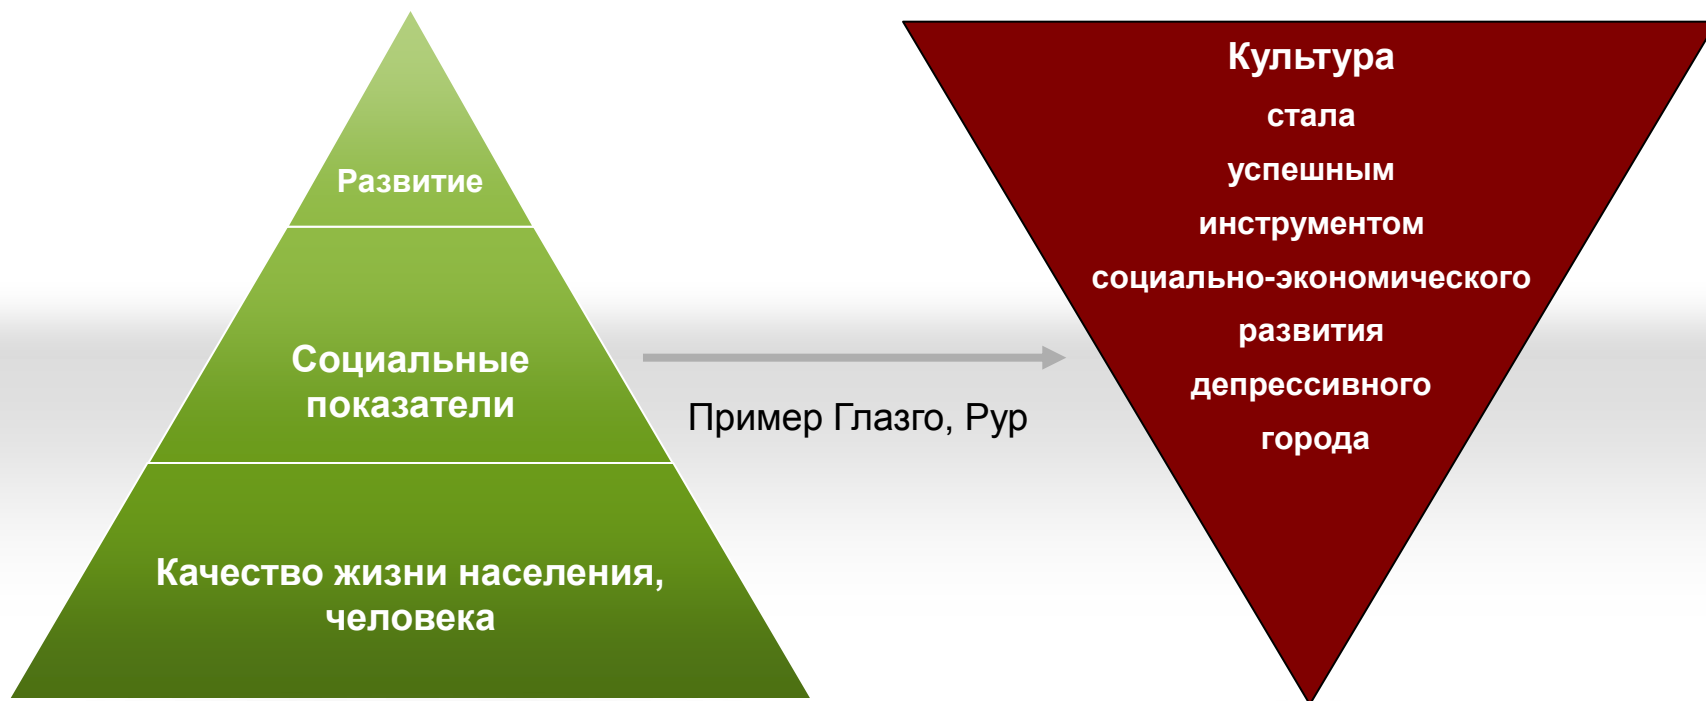 Развитие
Социальные
показатели
Качество жизни населения,
человека
Пример Глазго, Рур
Культура
стала
успешным
инструментом
социально-экономического
развития
депрессивного
города